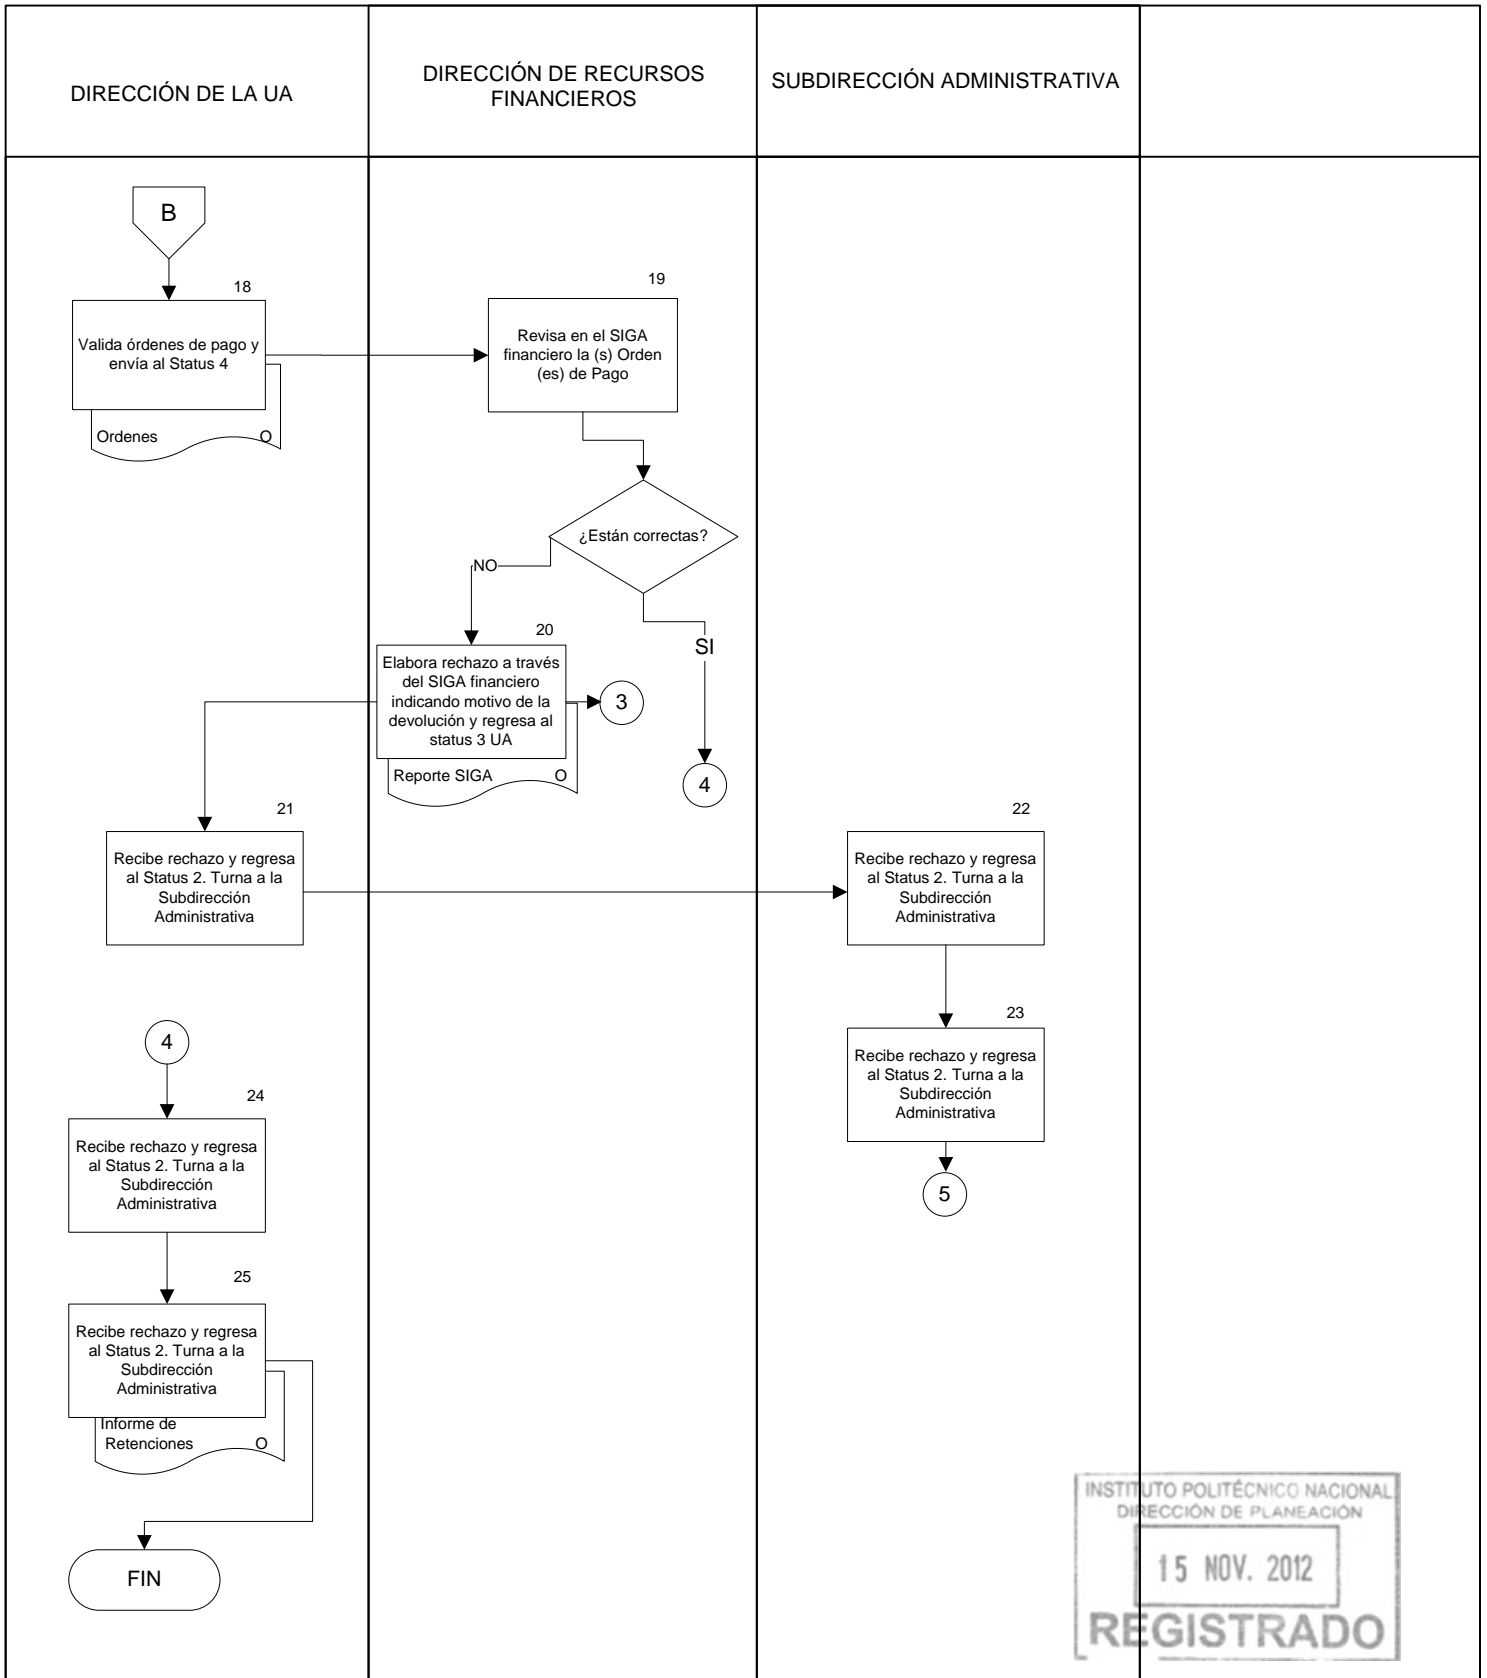 DIRECCIÓN DE LA UA
DIRECCIÓN DE RECURSOS
FINANCIEROS
SUBDIRECCIÓN ADMINISTRATIVA
B
18
Valida órdenes de pago y
envía al Status 4
Ordenes O
19
Revisa en el SIGA
financiero la (s) Orden
(es) de Pago
¿Están correctas?
NO
SI
20
Elabora rechazo a través
del SIGA financiero
indicando motivo de la
devolución y regresa al
status 3 UA
Reporte SIGA O
3
4
21
Recibe rechazo y regresa
al Status 2. Turna a la
Subdirección
Administrativa
22
Recibe rechazo y regresa
al Status 2. Turna a la
Subdirección
Administrativa
23
Recibe rechazo y regresa
al Status 2. Turna a la
Subdirección
Administrativa
5
4
24
Recibe rechazo y regresa
al Status 2. Turna a la
Subdirección
Administrativa
25
Recibe rechazo y regresa
al Status 2. Turna a la
Subdirección
Administrativa
Informe de
Retenciones O
FIN
INSTITUTO POLITÉCNICO NACIONAL
DIRECCIÓN DE PLANEACIÓN
15 NOV. 2012
REGISTRADO